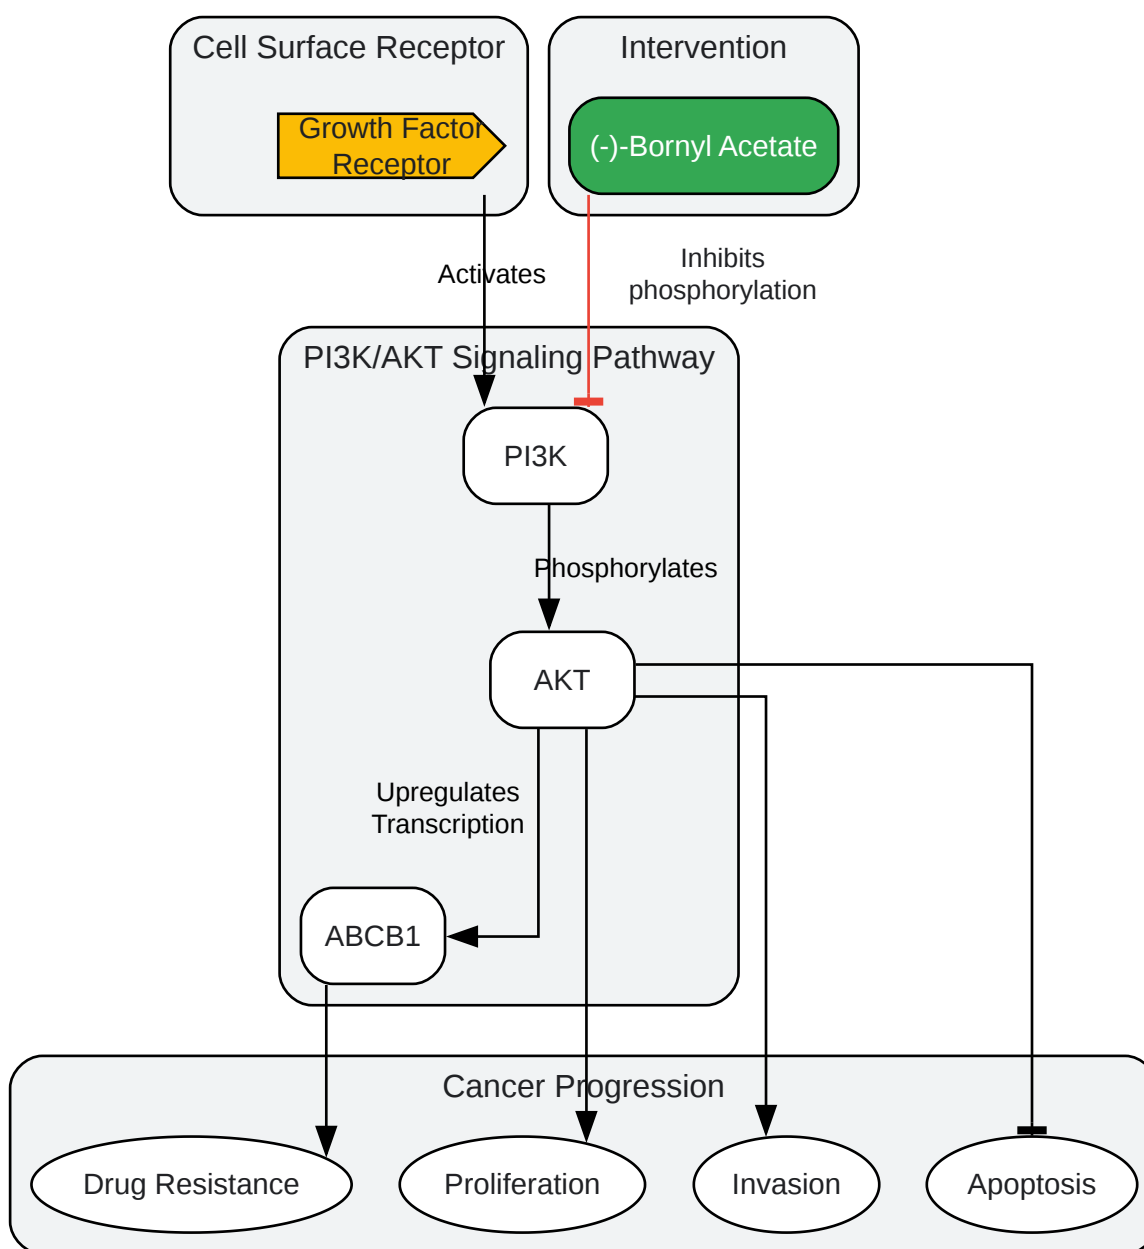 Cell Surface Receptor
Intervention
Growth Factor
Receptor
(-)-Bornyl Acetate
Activates
Inhibits
phosphorylation
PI3K/AKT Signaling Pathway
PI3K
Phosphorylates
AKT
Upregulates
Transcription
ABCB1
Cancer Progression
Drug Resistance
Proliferation
Invasion
Apoptosis